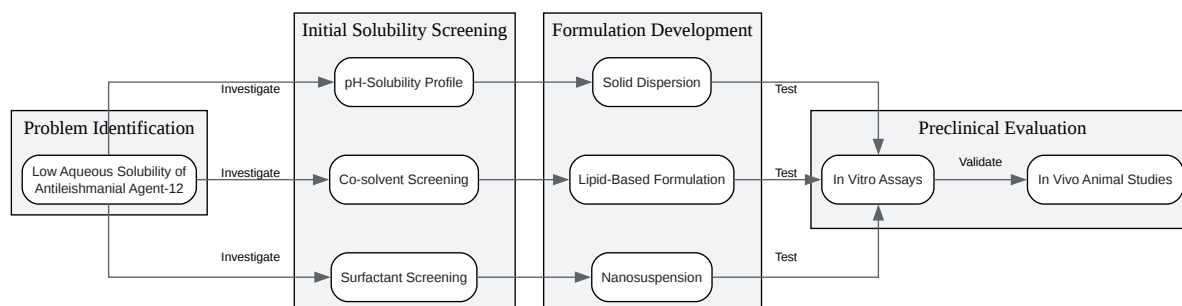 Initial Solubility Screening
Formulation Development
pH-Solubility Profile
Solid Dispersion
Investigate
Test
Problem Identification
Preclinical Evaluation
Low Aqueous Solubility of
Antileishmanial Agent-12
Investigate
Co-solvent Screening
Lipid-Based Formulation
Test
In Vitro Assays
Validate
In Vivo Animal Studies
Investigate
Surfactant Screening
Nanosuspension
Test